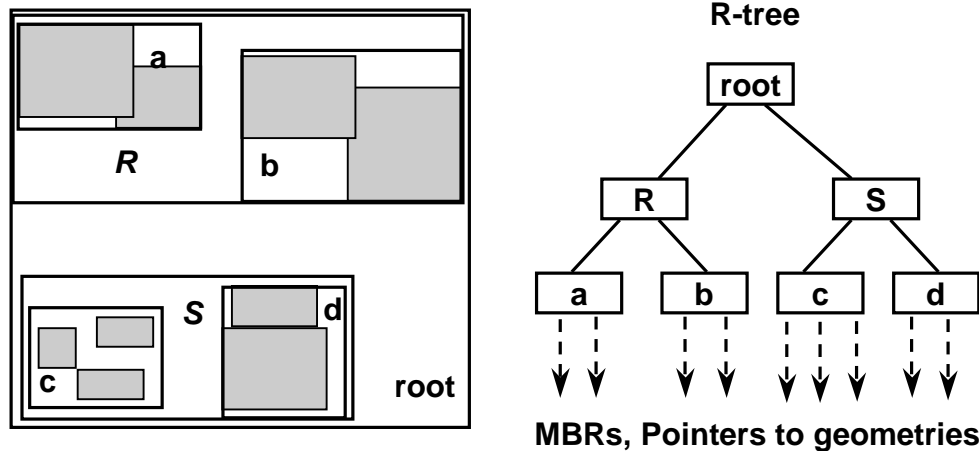 a
R
b
S
d
c
root
R-tree
root
R
S
a
b
c
d
MBRs, Pointers to geometries